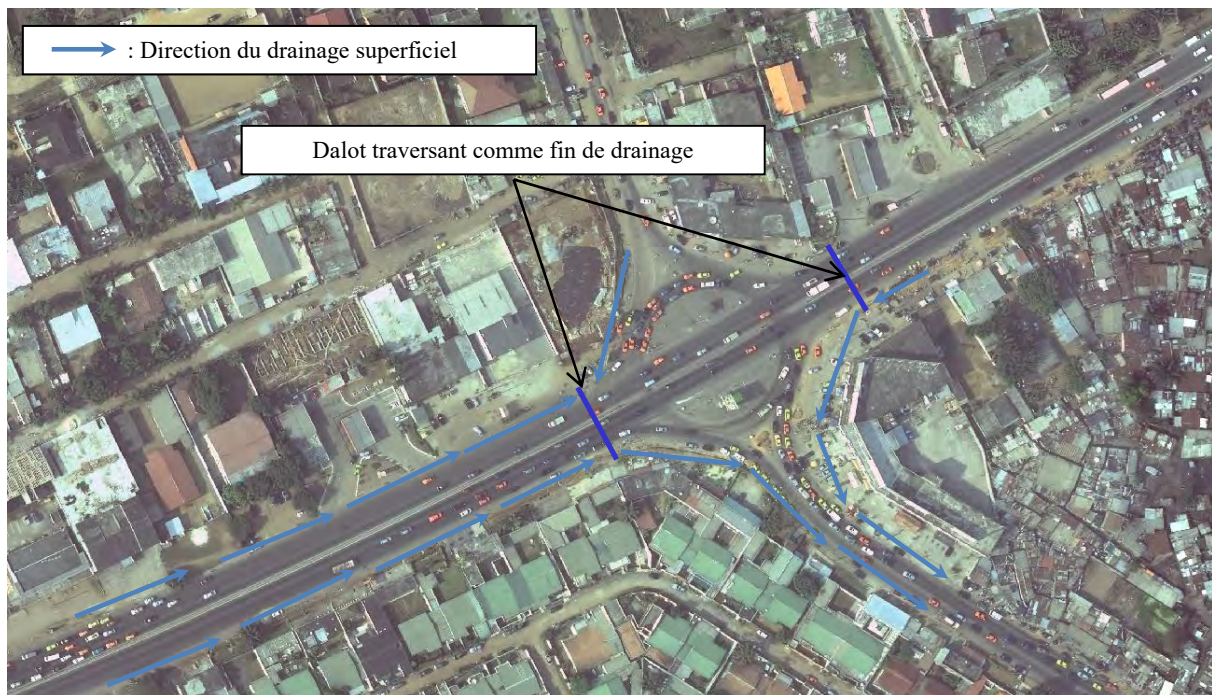 : Direction du drainage superficiel
Dalot traversant comme fin de drainage